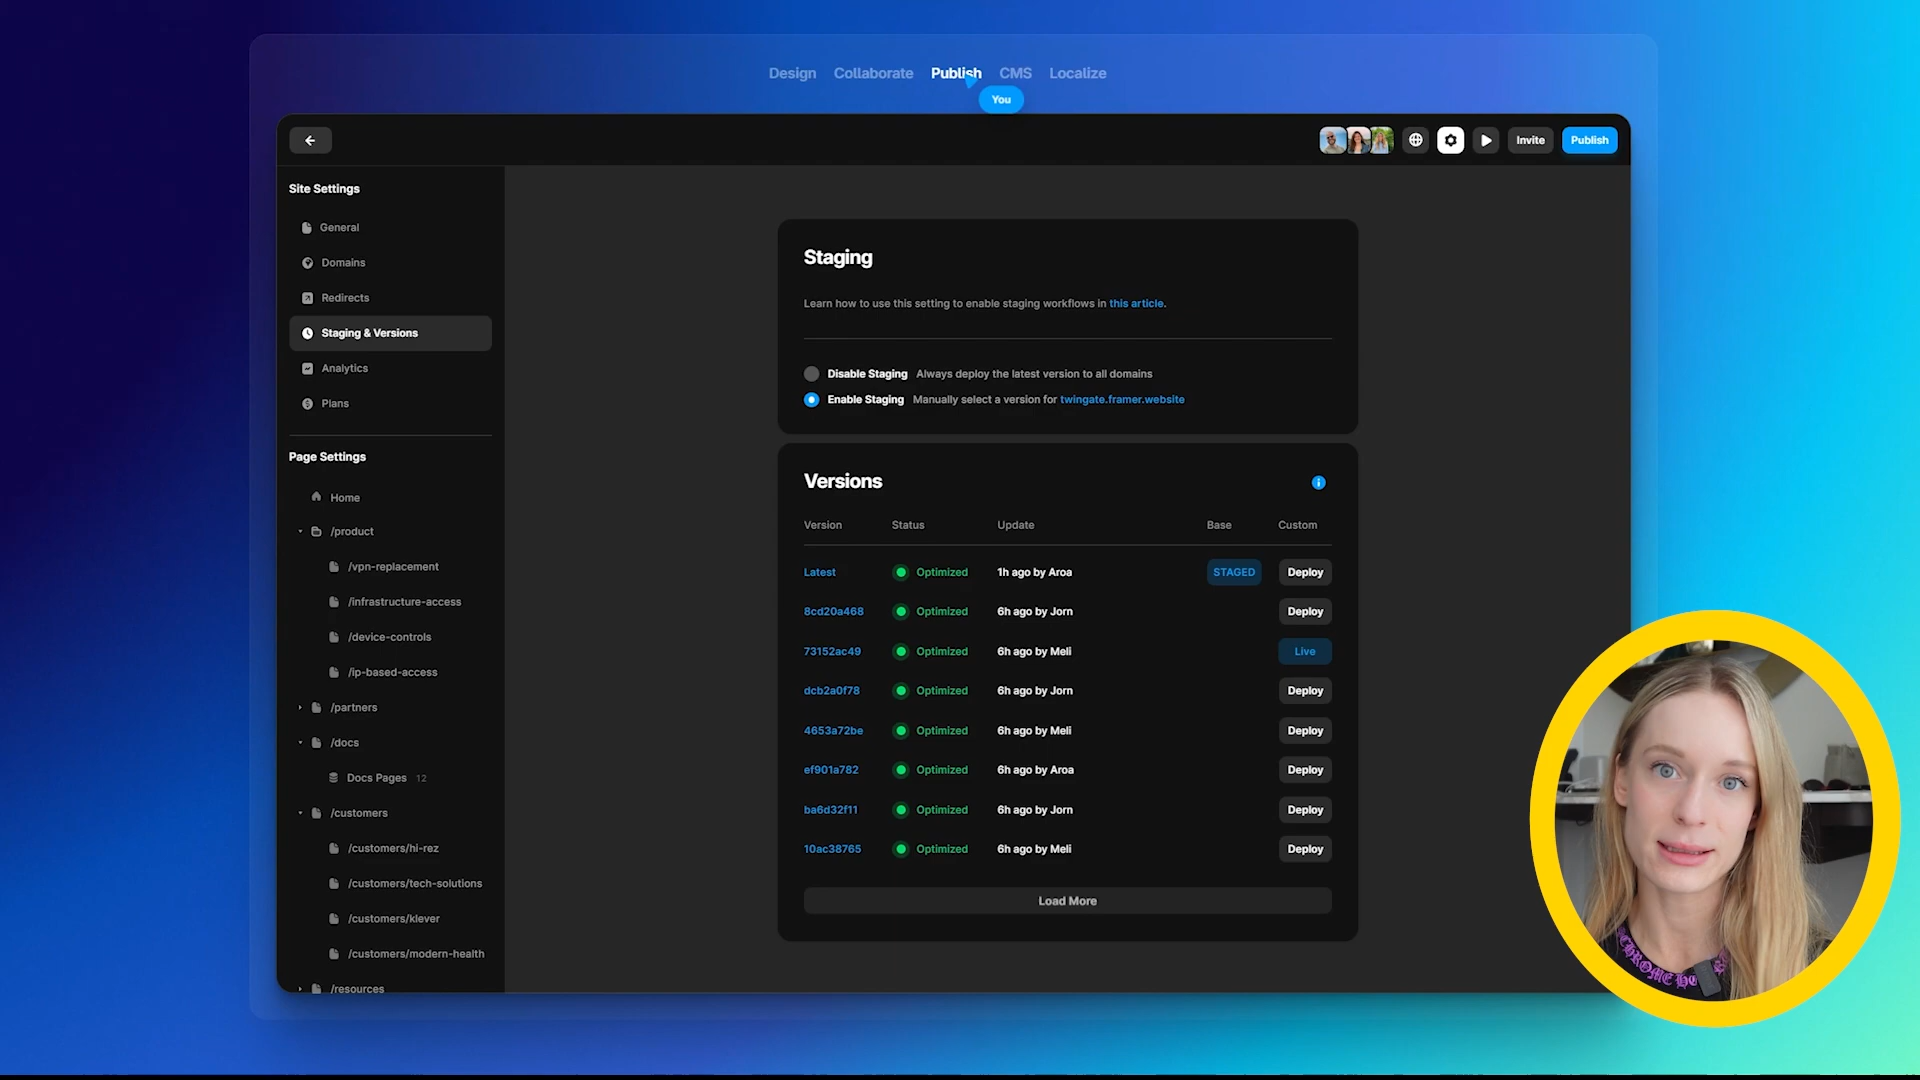 Design Collaborate Publish CMS Localize
You
Invite Publish
Site Settings
General
Domains
Redirects
Staging & Versions
Analytics
Plans
Page Settings
Home
/product
/vpn-replacement
/infrastructure-access
/device-controls
/ip-based-access
/partners
/docs
Docs Pages 12
/customers
/customers/hi-rez
/customers/tech-solutions
/customers/klever
/customers/modern-health
/resources
Staging
Learn how to use this setting to enable staging workflows in this article.
Disable Staging Always deploy the latest version to all domains
Enable Staging Manually select a version for twingate.framer.website
Versions
Version Status Update Base Custom
Latest Optimized 1h ago by Aroa STAGED Deploy
8cd20a468 Optimized 6h ago by Jorn Deploy
73152ac49 Optimized 6h ago by Meli Live
dcb2a0f78 Optimized 6h ago by Jorn Deploy
4653a72be Optimized 6h ago by Meli Deploy
ef901a782 Optimized 6h ago by Aroa Deploy
ba6d32f11 Optimized 6h ago by Jorn Deploy
10ac38765 Optimized 6h ago by Meli Deploy
Load More